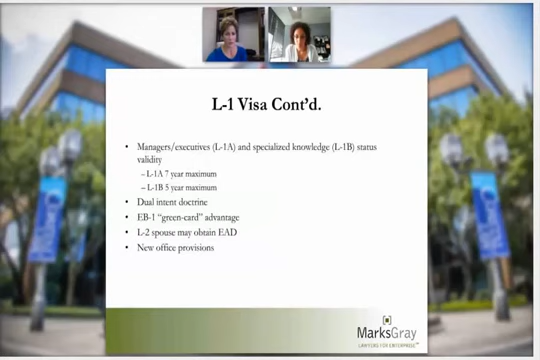 L-1 Visa Cont'd.
• Managers/executives (L-1A) and specialized knowledge (L-1B) status
validity
– L-1A 7 year maximum
– L-1B 5 year maximum
• Dual intent doctrine
• EB-1 "green-card" advantage
• L-2 spouse may obtain EAD
• New office provisions
MarksGray
LAWYERS FOR ENTERPRISE